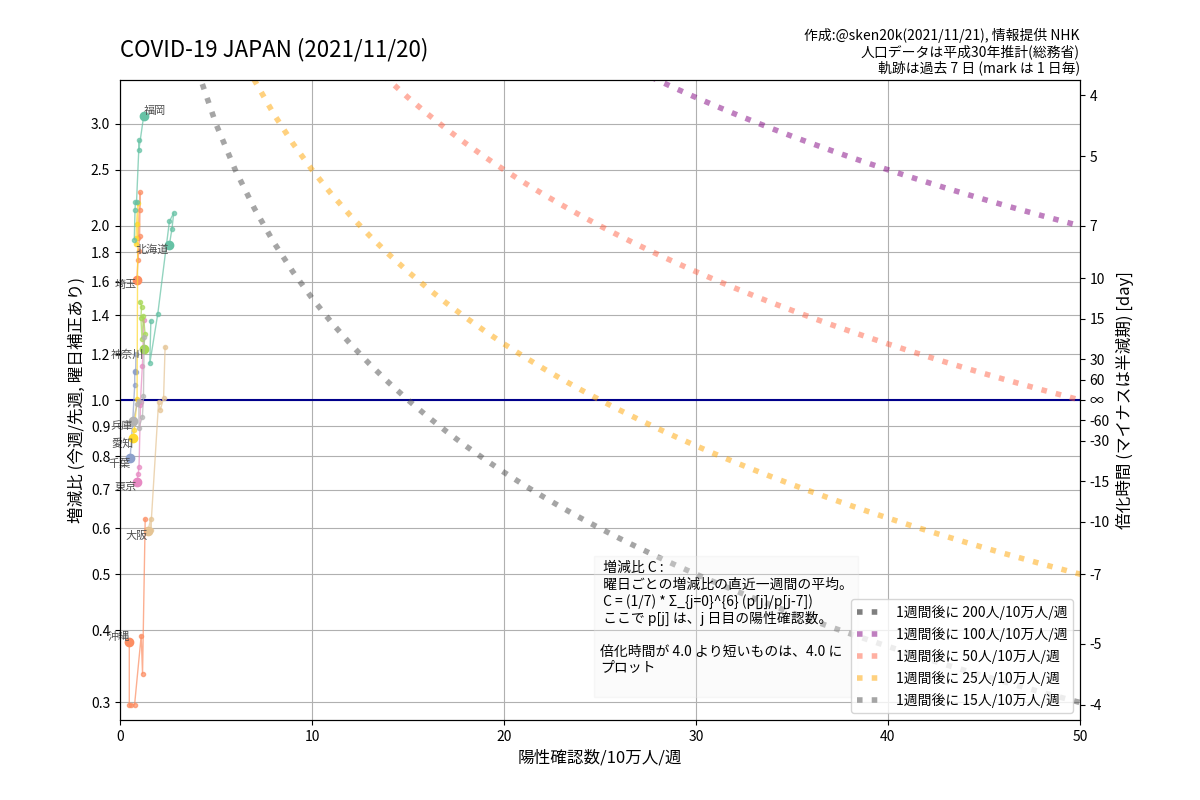 COVID-19 JAPAN (2021/11/20)
作成:@sken20k(2021/11/21), 情報提供 NHK
人口データは平成30年推計(総務省)
軌跡は過去 7 日 (mark は 1 日毎)
増減比 (今週/先週, 曜日補正あり)
3.0
2.5
2.0
1.8
1.6
1.4
1.2
1.0
0.9
0.8
0.7
0.6
0.5
0.4
0.3
福岡
北海道
埼玉
神奈川
兵庫
愛知
千葉
東京
大阪
沖縄
4
5
7
10
15
30
60
∞
-60
-30
-15
-10
-7
-5
-4
倍化時間 (マイナスは半減期) [day]
増減比 C :
曜日ごとの増減比の直近一週間の平均。
C = (1/7) * Σ_{j=0}^{6} (p[j]/p[j-7])
ここで p[j] は、j 日目の陽性確認数。
倍化時間が 4.0 より短いものは、4.0 に
プロット
1週間後に 200人/10万人/週
1週間後に 100人/10万人/週
1週間後に 50人/10万人/週
1週間後に 25人/10万人/週
1週間後に 15人/10万人/週
0
10
20
30
40
50
陽性確認数/10万人/週